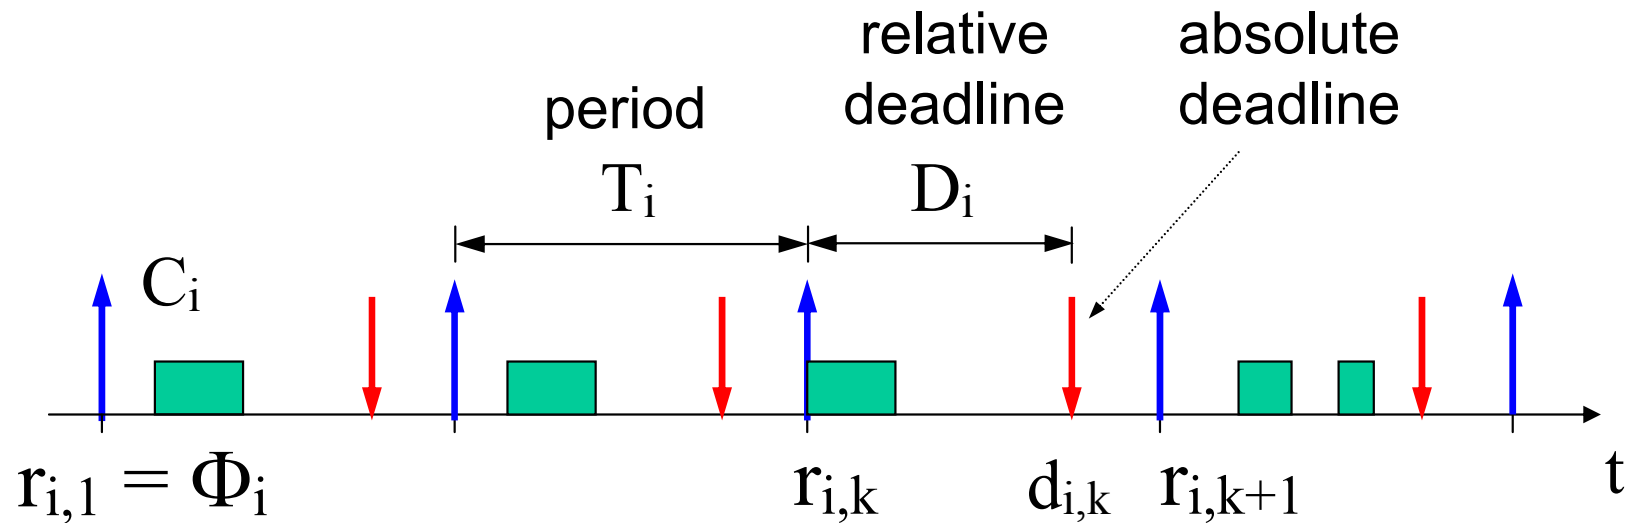 relative
deadline
absolute
deadline
period
Tᵢ
Dᵢ
Cᵢ
rᵢ,₁ = Φᵢ
rᵢ,ₖ
dᵢ,ₖ
rᵢ,ₖ₊₁
t